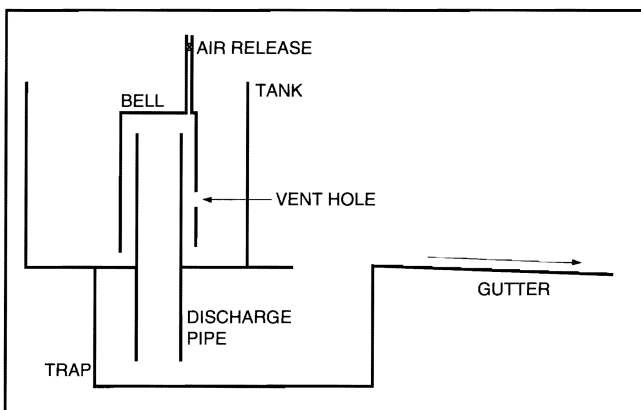 AIR RELEASE
BELL
TANK
VENT HOLE
GUTTER
DISCHARGE
PIPE
TRAP